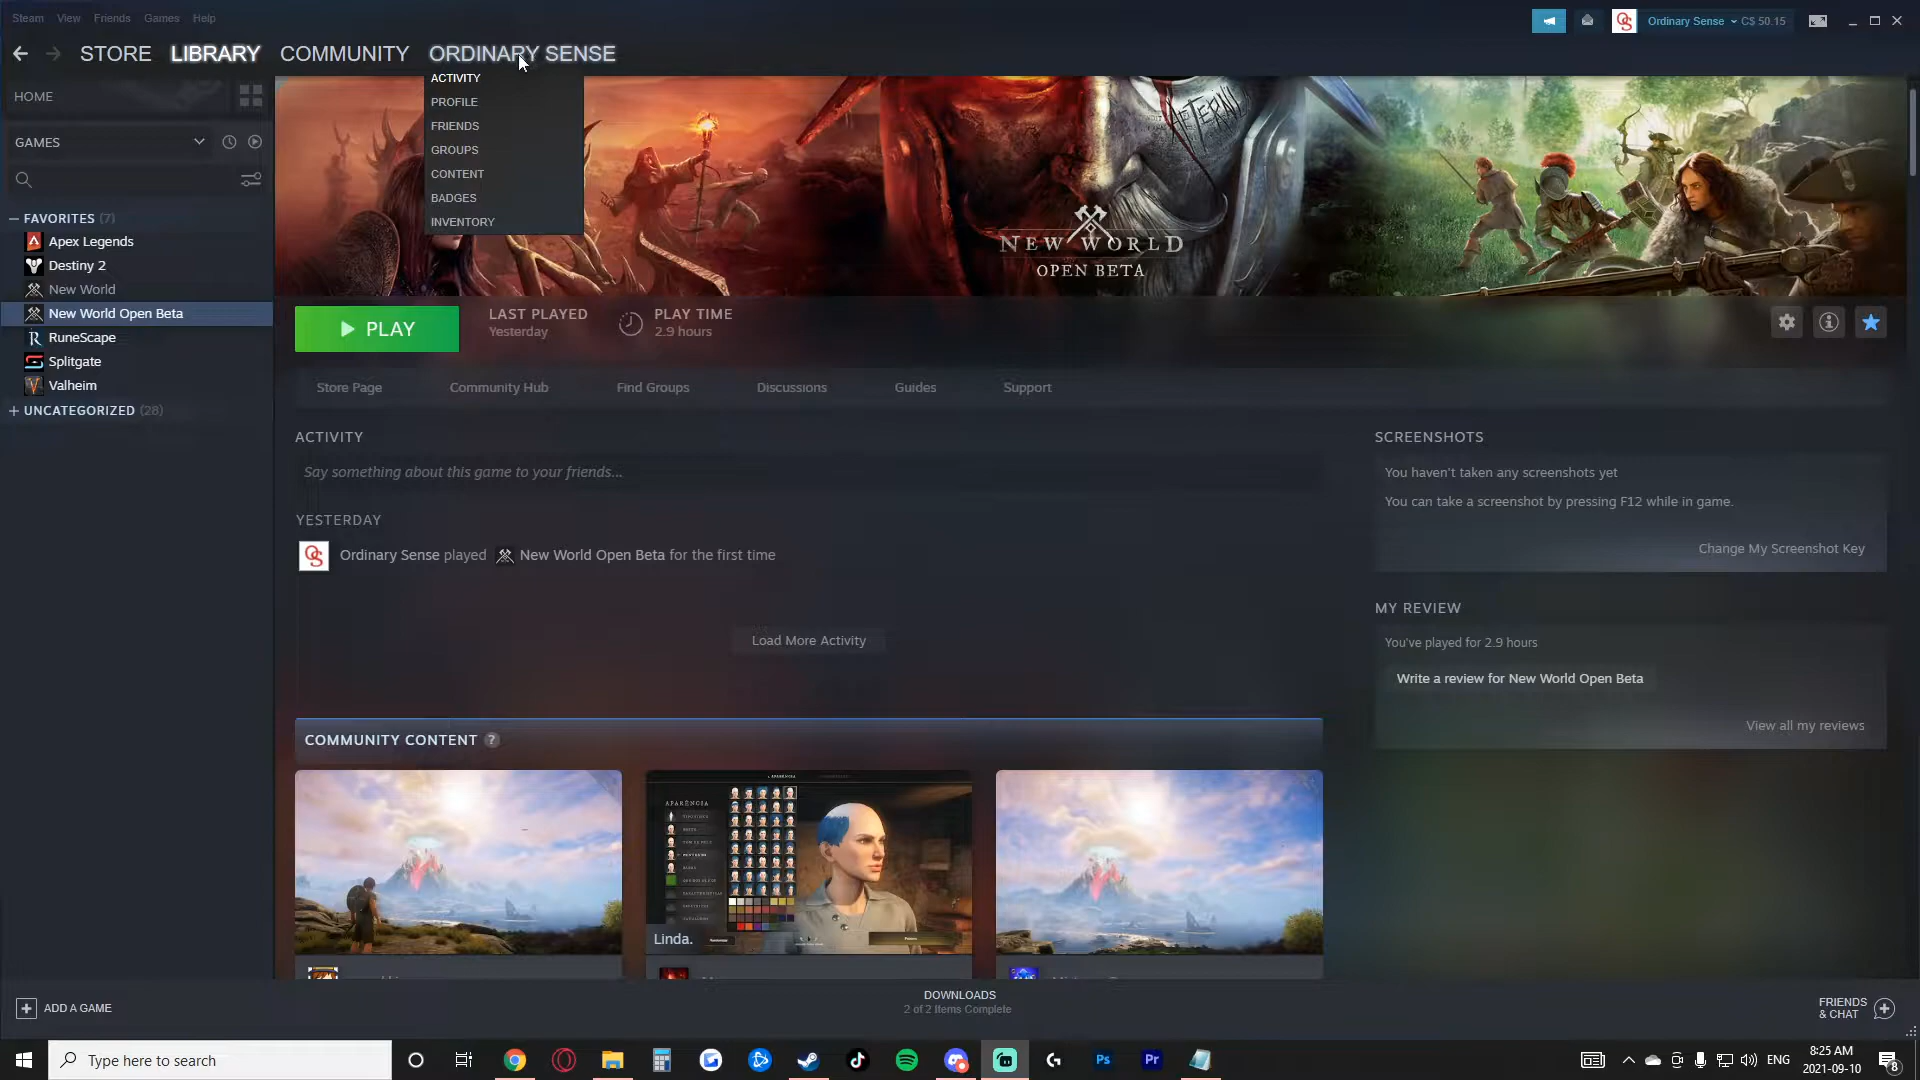 Steam View Friends Games Help
Ordinary Sense C$ 50.15
STORE LIBRARY COMMUNITY ORDINARY SENSE
ACTIVITY
PROFILE
FRIENDS
GROUPS
CONTENT
BADGES
INVENTORY
HOME
GAMES
FAVORITES (7)
Apex Legends
Destiny 2
New World
New World Open Beta
RuneScape
Splitgate
Valheim
UNCATEGORIZED (28)
AETERNUM
NEW WORLD
OPEN BETA
PLAY
LAST PLAYED
Yesterday
PLAY TIME
2.9 hours
Store Page Community Hub Find Groups Discussions Guides Support
ACTIVITY
Say something about this game to your friends...
YESTERDAY
Ordinary Sense played New World Open Beta for the first time
Load More Activity
SCREENSHOTS
You haven't taken any screenshots yet
You can take a screenshot by pressing F12 while in game.
Change My Screenshot Key
MY REVIEW
You've played for 2.9 hours
Write a review for New World Open Beta
View all my reviews
COMMUNITY CONTENT ?
APARÊNCIA
Linda.
ADD A GAME
DOWNLOADS
2 of 2 Items Complete
FRIENDS
& CHAT
Type here to search
Ps
Pr
ENG
8:25 AM
2021-09-10
8